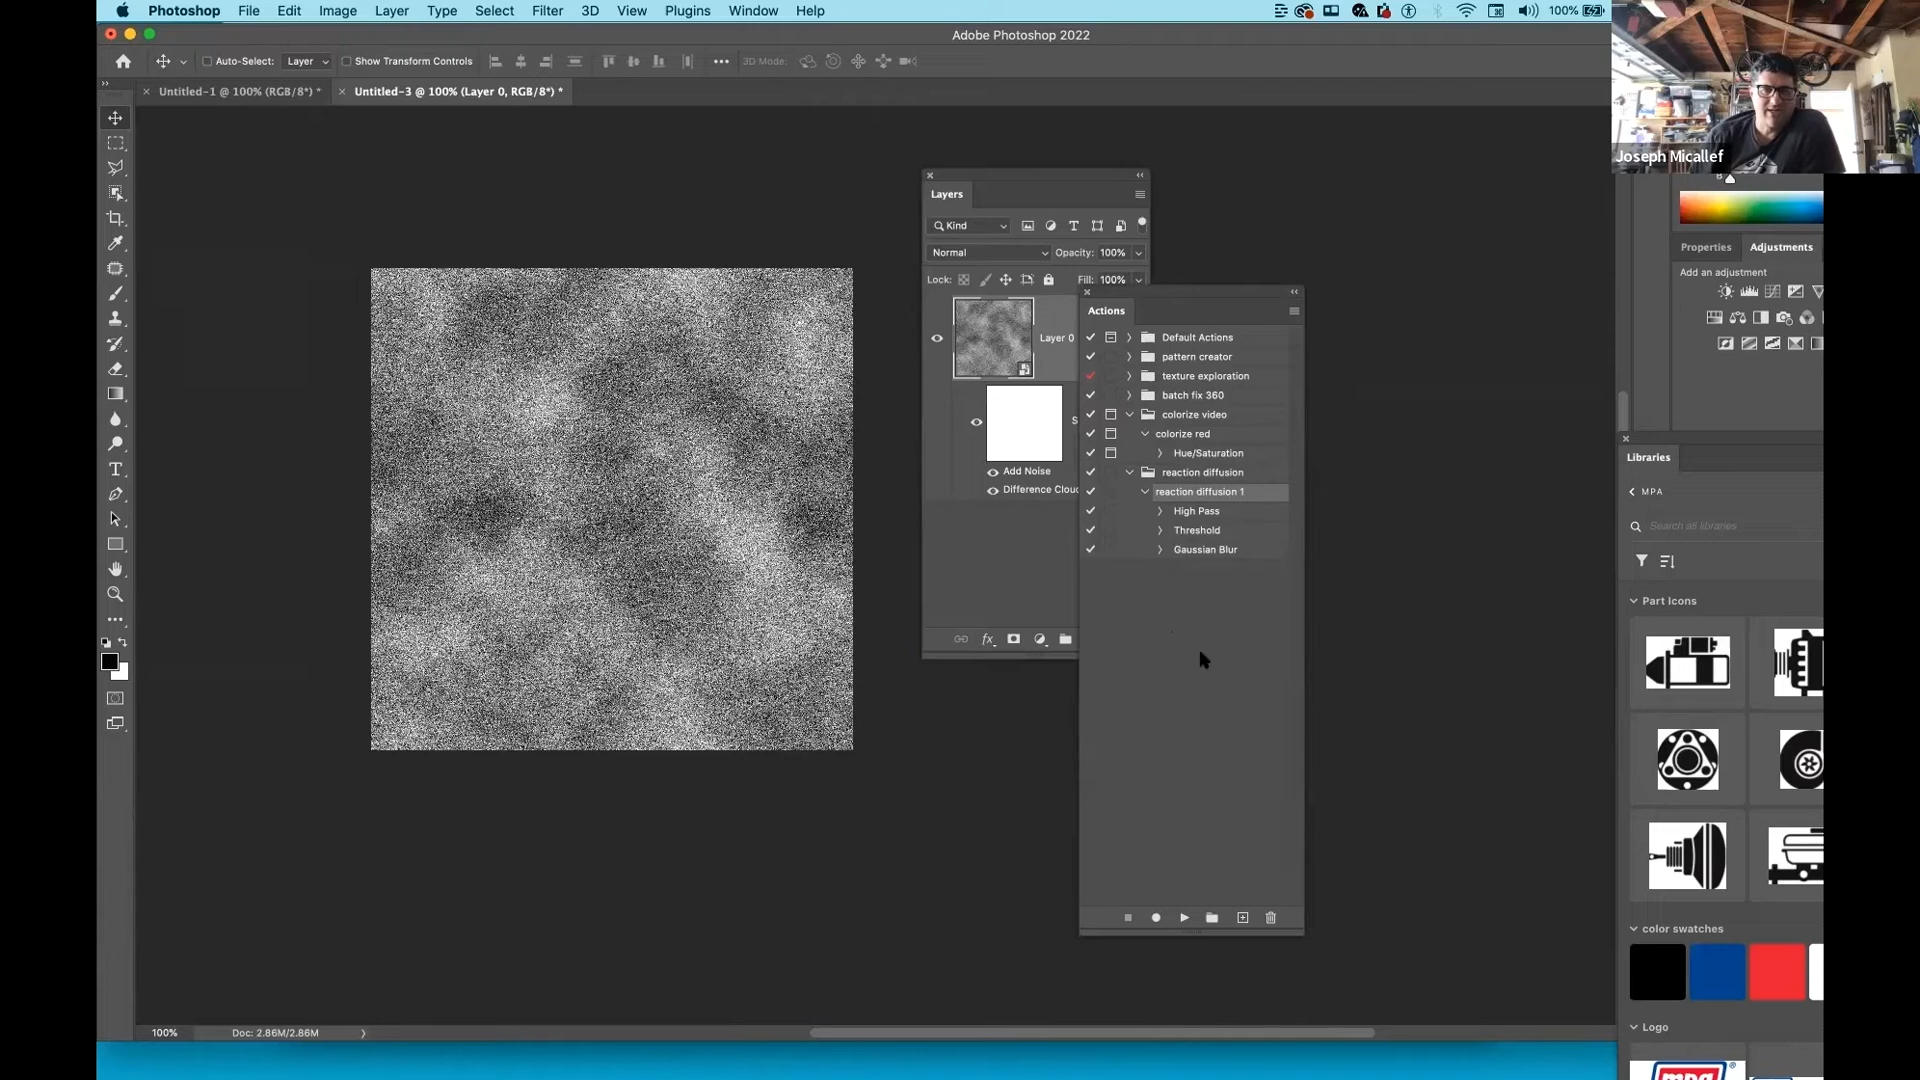 Photoshop File Edit Image Layer Type Select Filter 3D View Plugins Window Help 100%
Adobe Photoshop 2022
Auto-Select: Layer Show Transform Controls 3D Mode:
Untitled-1 @ 100% (RGB/8*) * Untitled-3 @ 100% (Layer 0, RGB/8*) *
Joseph Micallef
Layers
Kind
Normal Opacity: 100%
Lock: Fill: 100%
Layer 0
S
Add Noise
Difference Clou
Actions
Default Actions
pattern creator
texture exploration
batch fix 360
colorize video
colorize red
Hue/Saturation
reaction diffusion
reaction diffusion 1
High Pass
Threshold
Gaussian Blur
B
Properties Adjustments
Add an adjustment
Libraries
MPA
Search all libraries
Part Icons
color swatches
Logo
mpa
100% Doc: 2.86M/2.86M